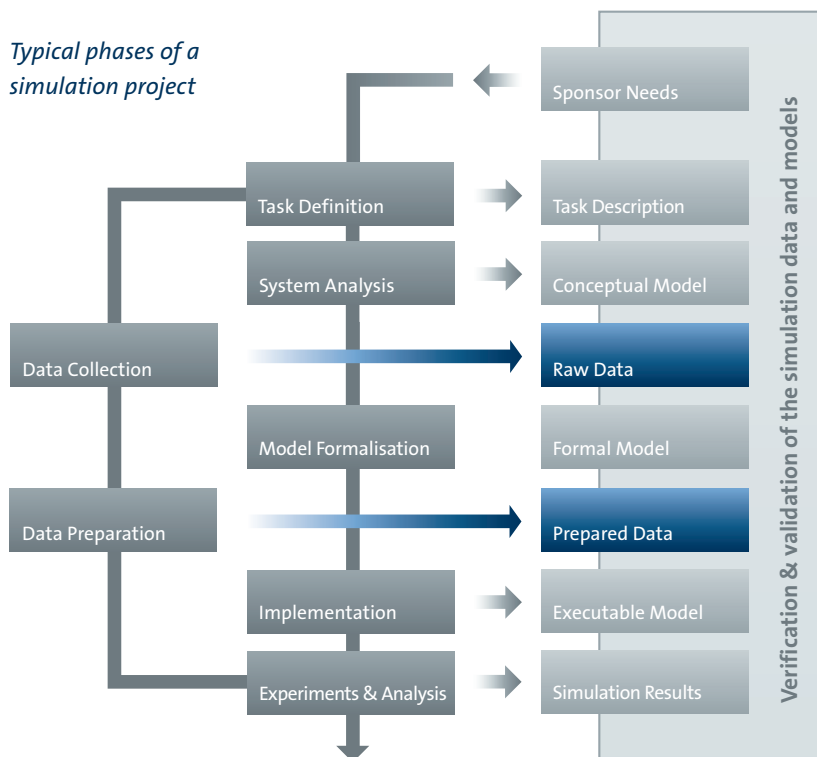 Typical phases of a
simulation project
Sponsor Needs
Task Definition
Task Description
System Analysis
Conceptual Model
Data Collection
Raw Data
Model Formalisation
Formal Model
Data Preparation
Prepared Data
Implementation
Executable Model
Experiments & Analysis
Simulation Results
Verification & validation of the simulation data and models